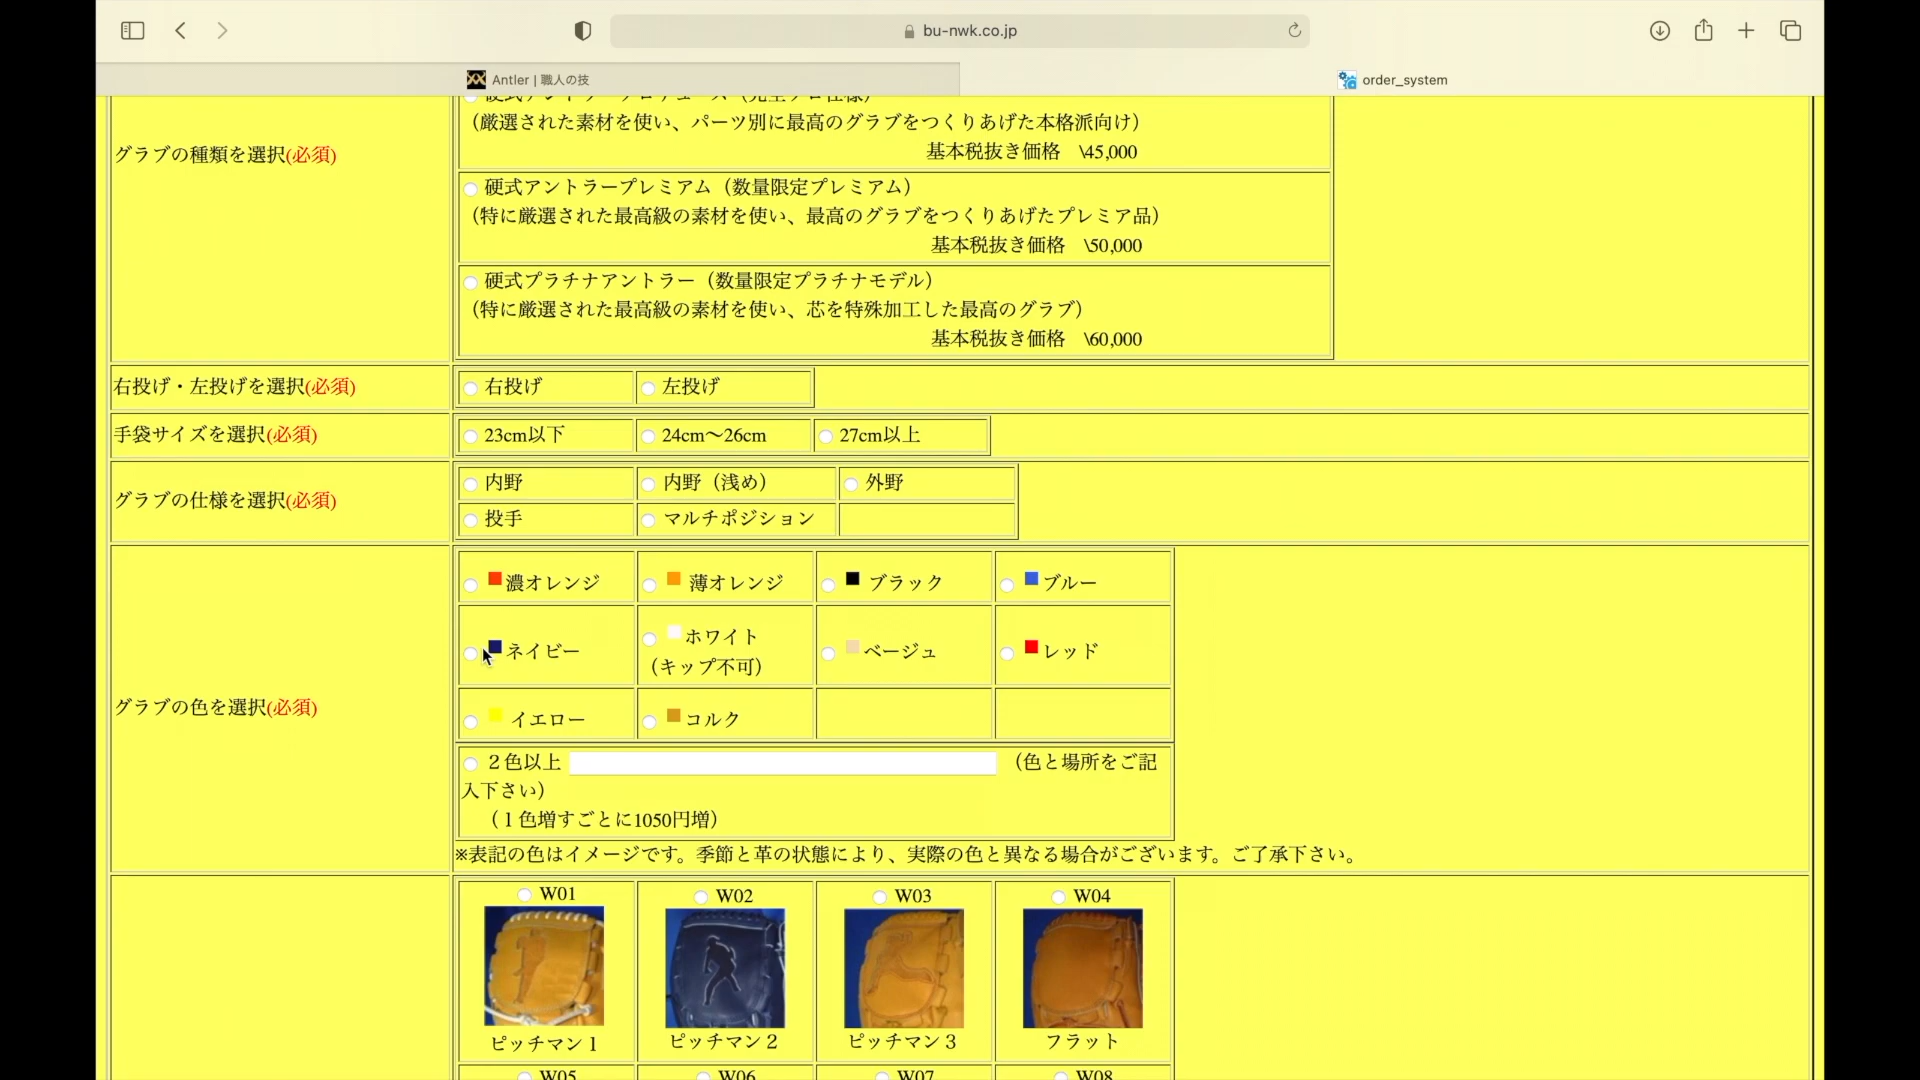 bu-nwk.co.jp
Antler | 職人の技
order_system
グラブの種類を選択(必須)
（厳選された素材を使い、パーツ別に最高のグラブをつくりあげた本格派向け）
基本税抜き価格　\45,000
硬式アントラープレミアム（数量限定プレミアム）
（特に厳選された最高級の素材を使い、最高のグラブをつくりあげたプレミア品）
基本税抜き価格　\50,000
硬式プラチナアントラー（数量限定プラチナモデル）
（特に厳選された最高級の素材を使い、芯を特殊加工した最高のグラブ）
基本税抜き価格　\60,000
右投げ・左投げを選択(必須)
右投げ
左投げ
手袋サイズを選択(必須)
23cm以下
24cm〜26cm
27cm以上
グラブの仕様を選択(必須)
内野
内野（浅め）
外野
投手
マルチポジション
グラブの色を選択(必須)
濃オレンジ
薄オレンジ
ブラック
ブルー
ネイビー
ホワイト
（キップ不可）
ベージュ
レッド
イエロー
コルク
２色以上
（色と場所をご記
入下さい）
（１色増すごとに1050円増）
※表記の色はイメージです。季節と革の状態により、実際の色と異なる場合がございます。ご了承下さい。
W01
W02
W03
W04
ピッチマン１
ピッチマン２
ピッチマン３
フラット
W05
W06
W07
W08